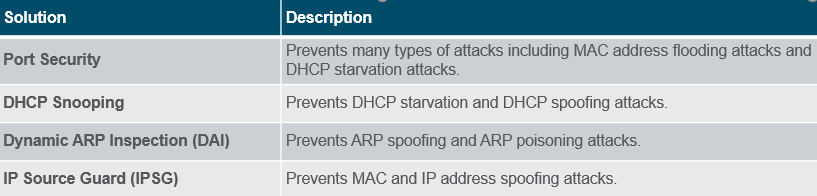 Solution Description
Port Security Prevents many types of attacks including MAC address flooding attacks and
DHCP starvation attacks.
DHCP Snooping Prevents DHCP starvation and DHCP spoofing attacks.
Dynamic ARP Inspection (DAI) Prevents ARP spoofing and ARP poisoning attacks.
IP Source Guard (IPSG) Prevents MAC and IP address spoofing attacks.